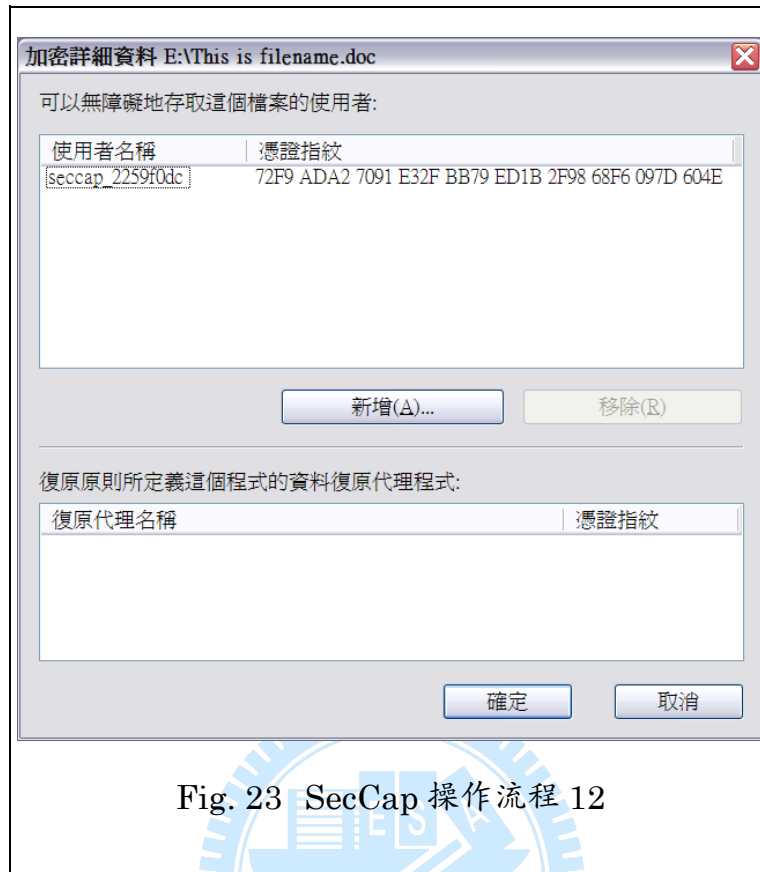 加密詳細資料 E:\This is filename.doc
可以無障礙地存取這個檔案的使用者:
使用者名稱 憑證指紋
seccap_2259f0dc 72F9 ADA2 7091 E32F BB79 ED1B 2F98 68F6 097D 604E
新增(A)... 移除(R)
復原原則所定義這個程式的資料復原代理程式:
復原代理名稱 憑證指紋
確定 取消
Fig. 23 SecCap 操作流程 12
E S A